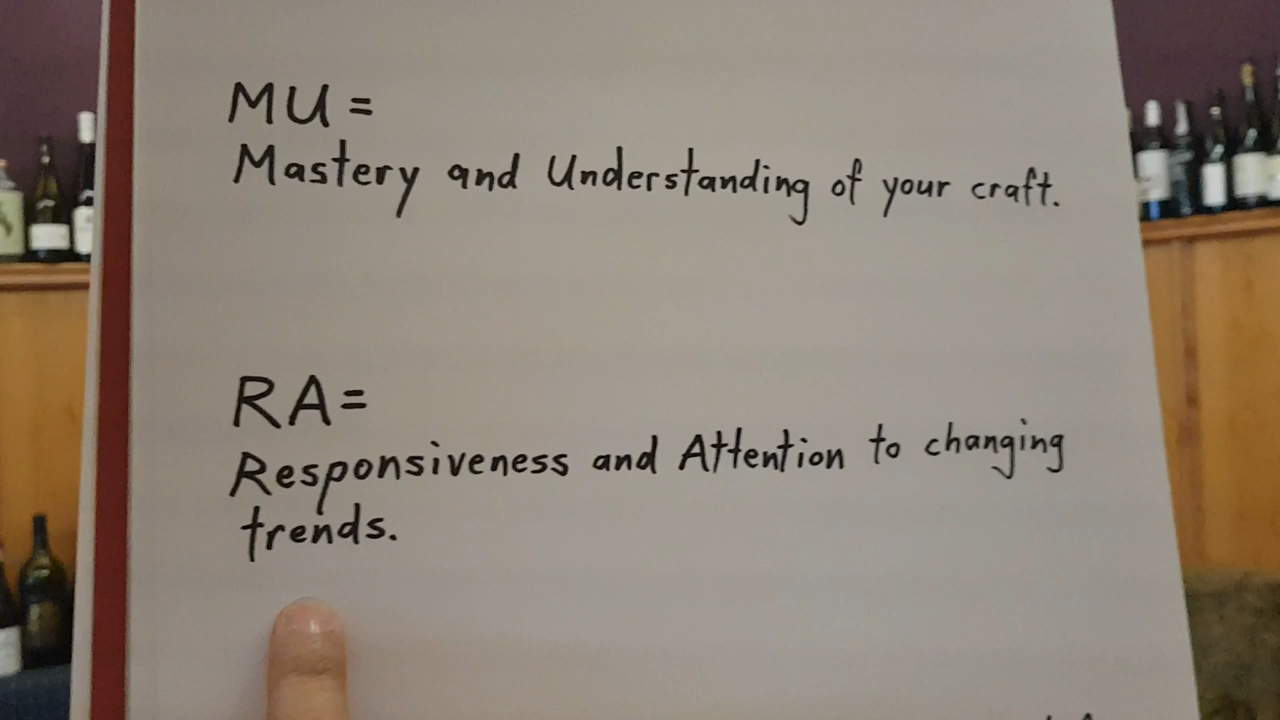 MU=
Mastery and Understanding of your craft.
RA=
Responsiveness and Attention to changing
trends.